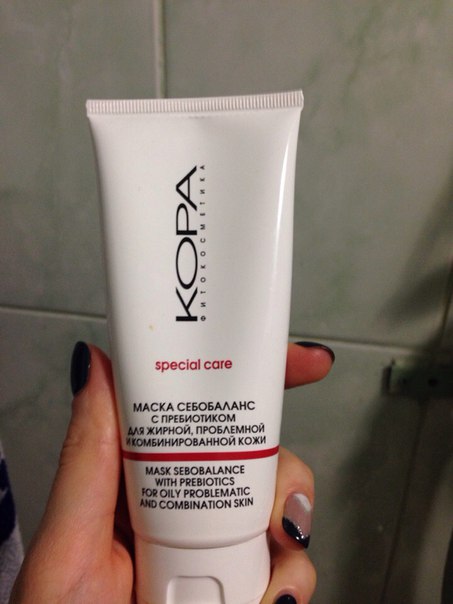 КОРА
ФИТОКОСМЕТИКА
special care
МАСКА СЕБОБАЛАНС
С ПРЕБИОТИКОМ
ДЛЯ ЖИРНОЙ, ПРОБЛЕМНОЙ
И КОМБИНИРОВАННОЙ КОЖИ
MASK SEBOBALANCE
WITH PREBIOTICS
FOR OILY PROBLEMATIC
AND COMBINATION SKIN